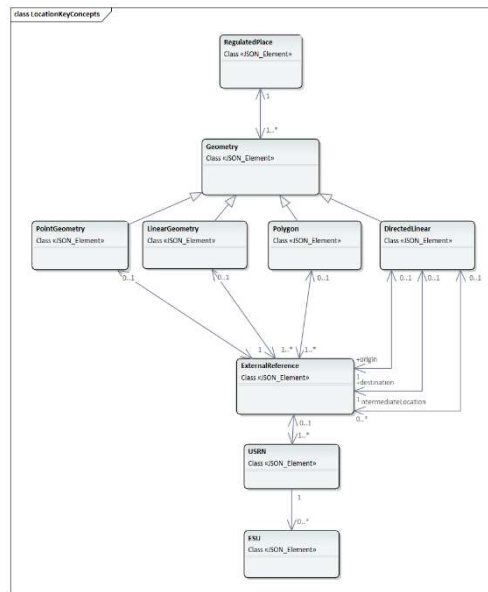 class LocationKeyConcepts
RegulatedPlace
Class «JSON_Element»
1
1..*
Geometry
Class «JSON_Element»
PointGeometry
Class «JSON_Element»
LinearGeometry
Class «JSON_Element»
Polygon
Class «JSON_Element»
DirectedLinear
Class «JSON_Element»
0..1
0..1
0..1
0..1
0..1
0..1
+origin
1
1..*
1..*
1
+destination
1
ntermediateLocation
0..*
ExternalReference
Class «JSON_Element»
0..1
1..*
USRN
Class «JSON_Element»
1
0..*
ESU
Class «JSON_Element»